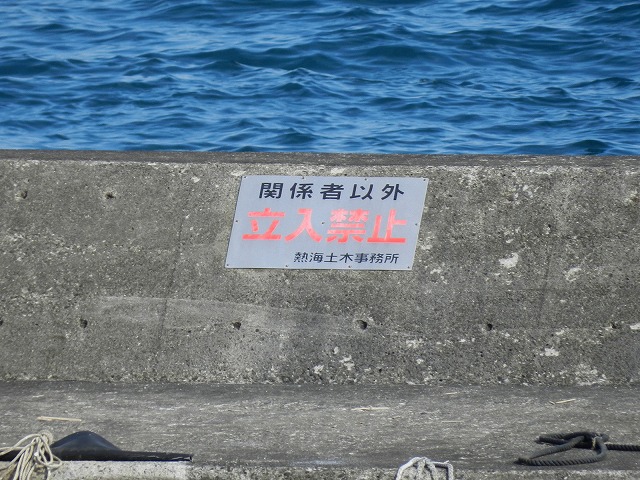 関係者以外
立入禁止
熱海土木事務所